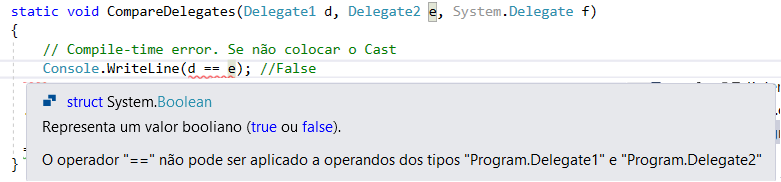 static void CompareDelegates(Delegate1 d, Delegate2 e, System.Delegate f)
{
// Compile-time error. Se não colocar o Cast
Console.WriteLine(d == e); //False
struct System.Boolean
Representa um valor booliano (true ou false).
O operador "==" não pode ser aplicado a operandos dos tipos "Program.Delegate1" e "Program.Delegate2"
}